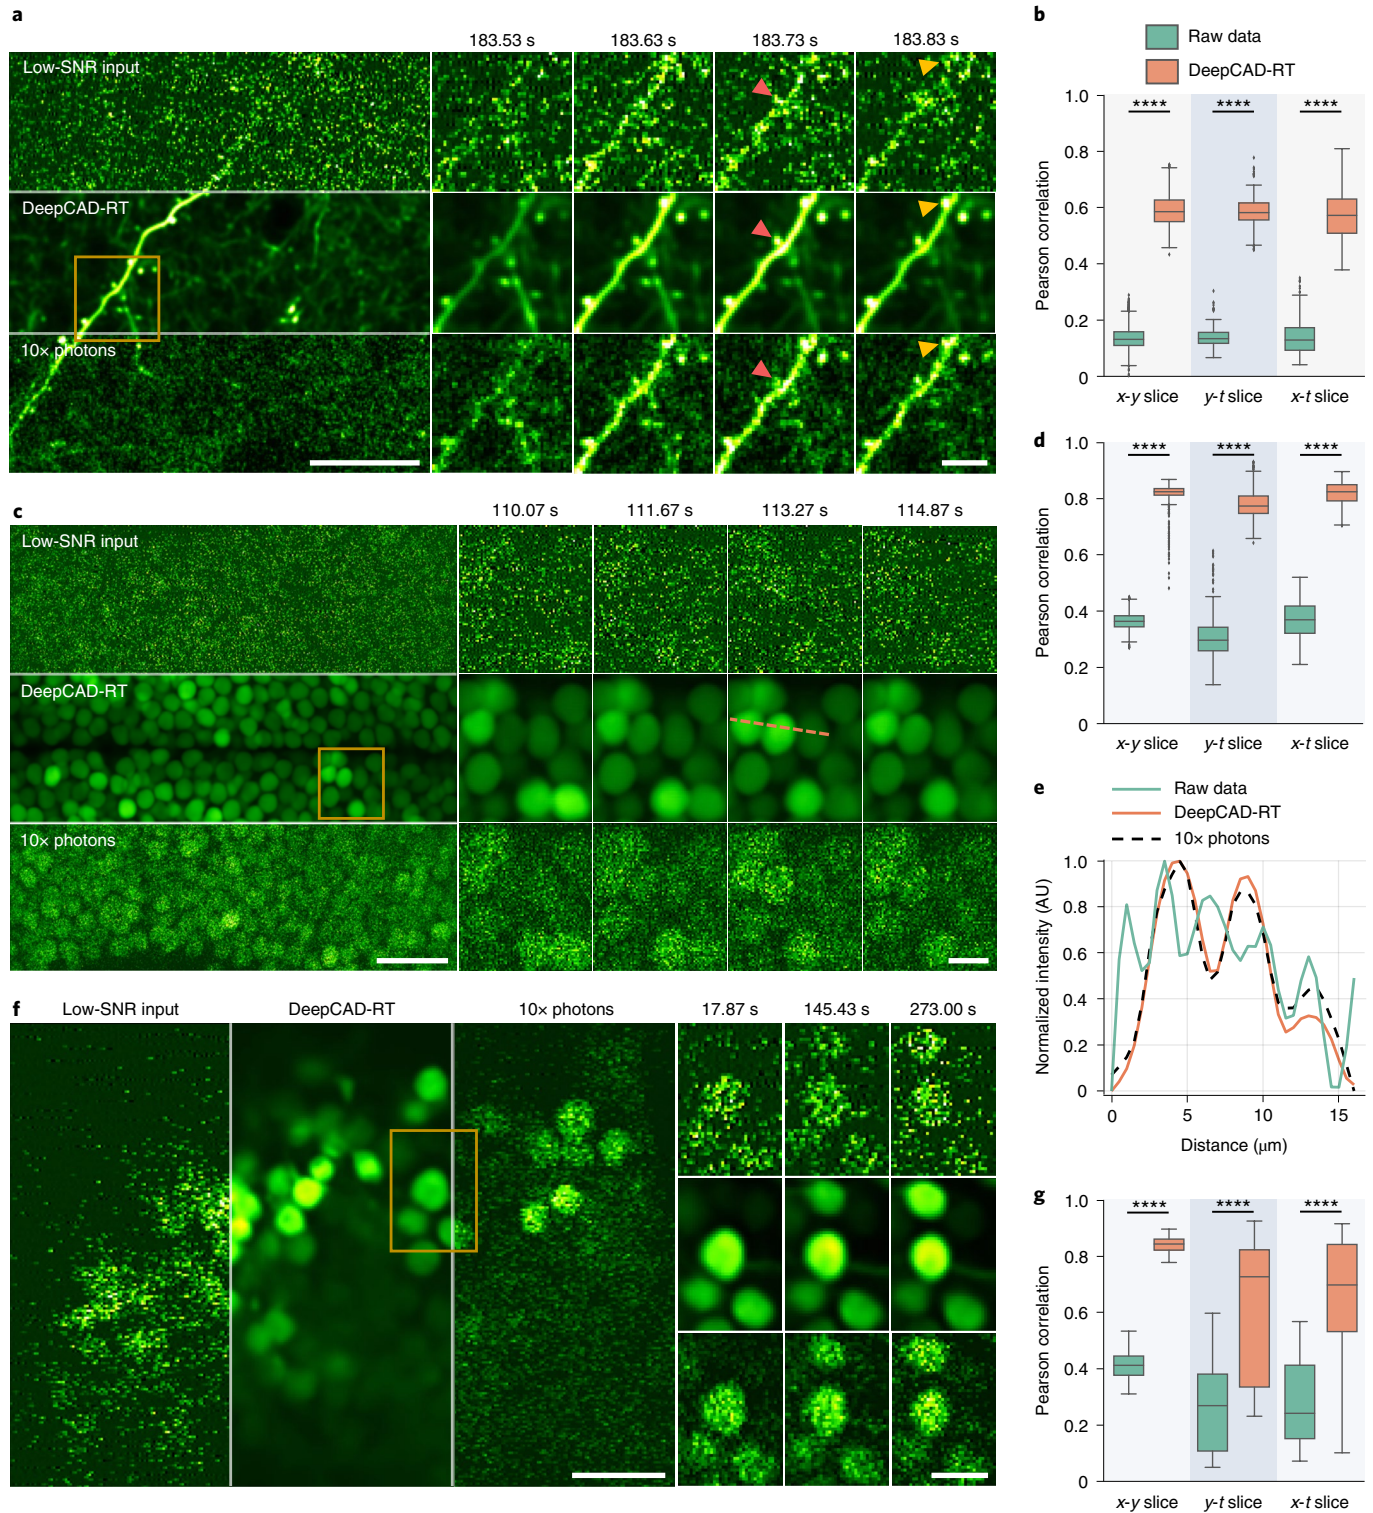 a
183.53 s 183.63 s 183.73 s 183.83 s
Low-SNR input
DeepCAD-RT
10× photons
b
Raw data
DeepCAD-RT
Pearson correlation
1.0
0.8
0.6
0.4
0.2
0
**** **** ****
x-y slice y-t slice x-t slice
c
110.07 s 111.67 s 113.27 s 114.87 s
Low-SNR input
DeepCAD-RT
10× photons
d
Pearson correlation
1.0
0.8
0.6
0.4
0.2
0
**** **** ****
x-y slice y-t slice x-t slice
e
Raw data
DeepCAD-RT
10× photons
Normalized intensity (AU)
1.0
0.8
0.6
0.4
0.2
0
0 5 10 15
Distance (μm)
f
Low-SNR input DeepCAD-RT 10× photons 17.87 s 145.43 s 273.00 s
g
Pearson correlation
1.0
0.8
0.6
0.4
0.2
0
**** **** ****
x-y slice y-t slice x-t slice